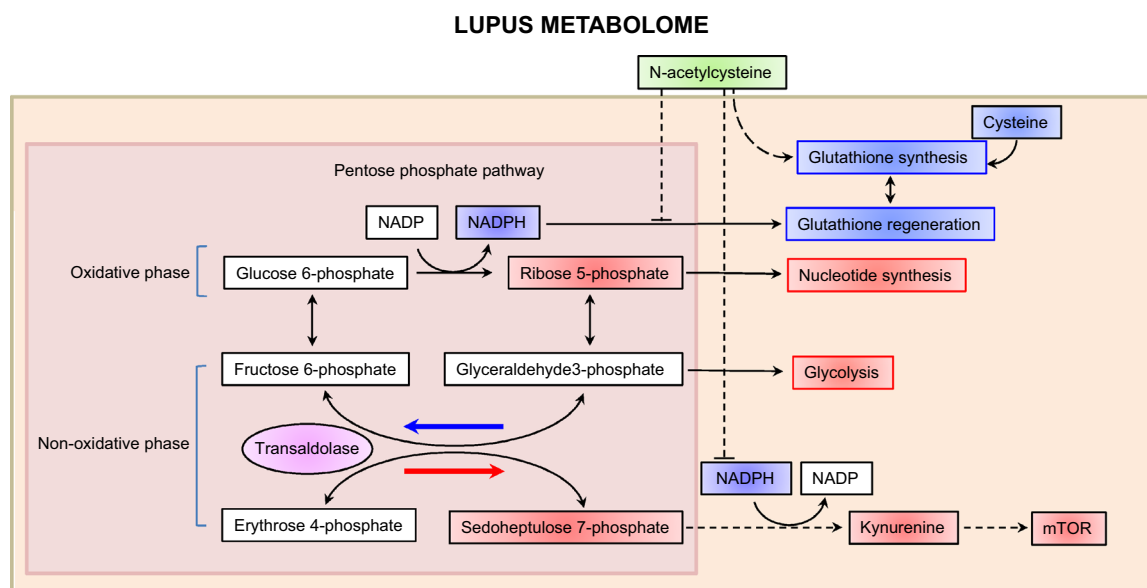 LUPUS METABOLOME
N-acetylcysteine
Cysteine
Glutathione synthesis
Pentose phosphate pathway
NADP
NADPH
Glutathione regeneration
Oxidative phase
Glucose 6-phosphate
Ribose 5-phosphate
Nucleotide synthesis
Fructose 6-phosphate
Glyceraldehyde3-phosphate
Glycolysis
Non-oxidative phase
Transaldolase
NADPH
NADP
Erythrose 4-phosphate
Sedoheptulose 7-phosphate
Kynurenine
mTOR